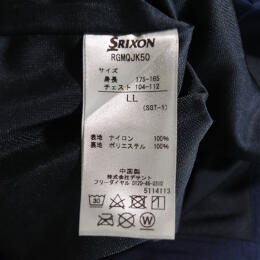 SRIXON
RGMQJK50
サイズ
身長 175-185
チェスト 104-112
LL
(SGT-1)
表地 ナイロン 100%
裏地 ポリエステル 100%
中国製
株式会社デサント
フリーダイヤル 0120-46-0310
5114113
30
W